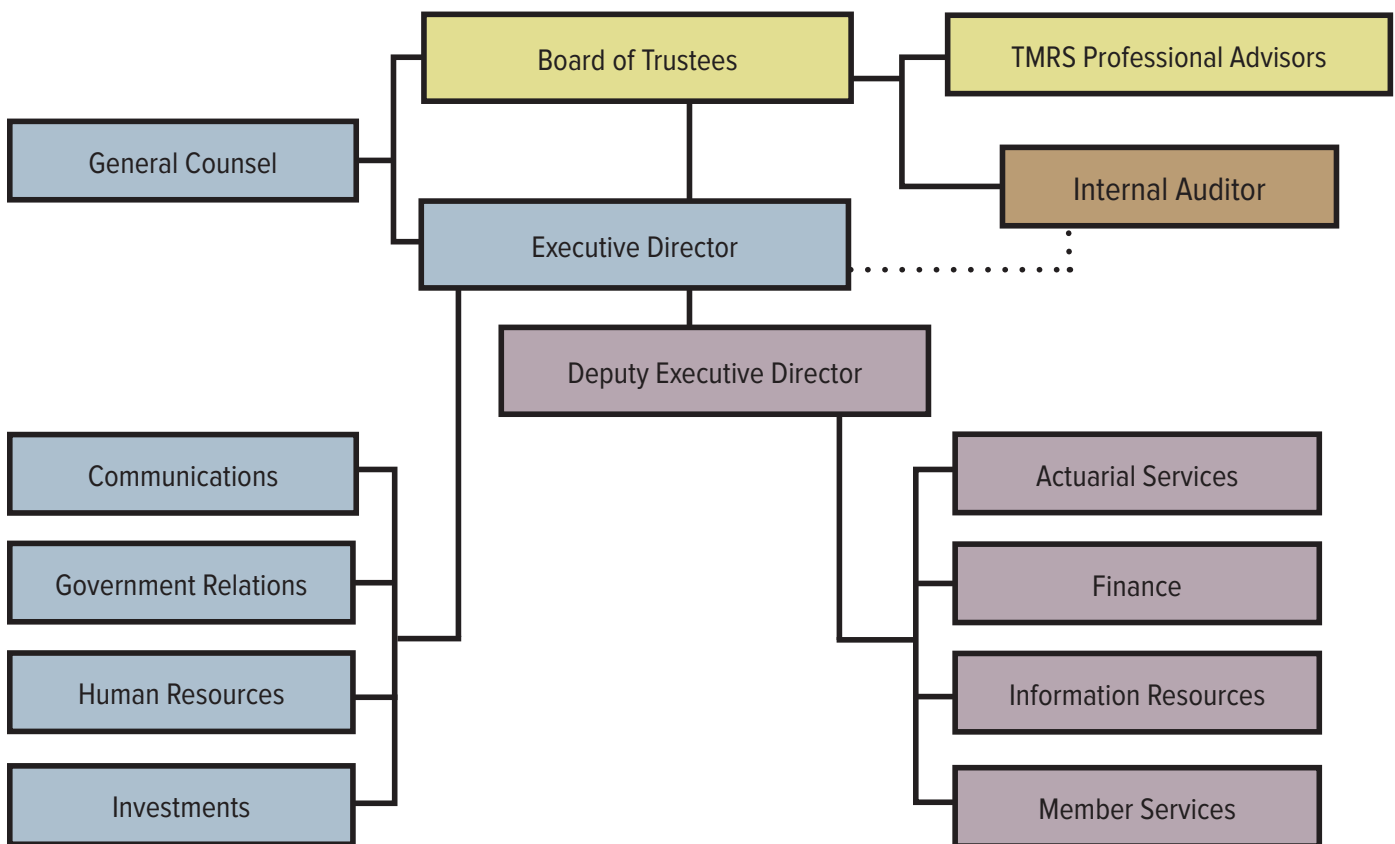 Board of Trustees
TMRS Professional Advisors
General Counsel
Internal Auditor
Executive Director
Deputy Executive Director
Communications
Actuarial Services
Government Relations
Finance
Human Resources
Information Resources
Investments
Member Services